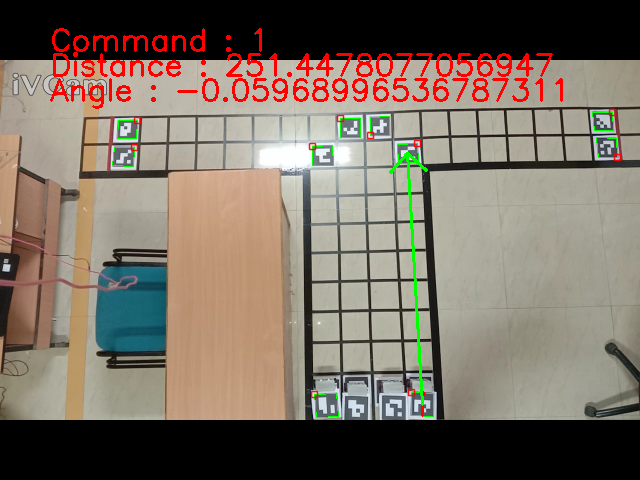 Command : 1
Distance : 251.4478077056947
iVCam
Angle : -0.05968996536787311